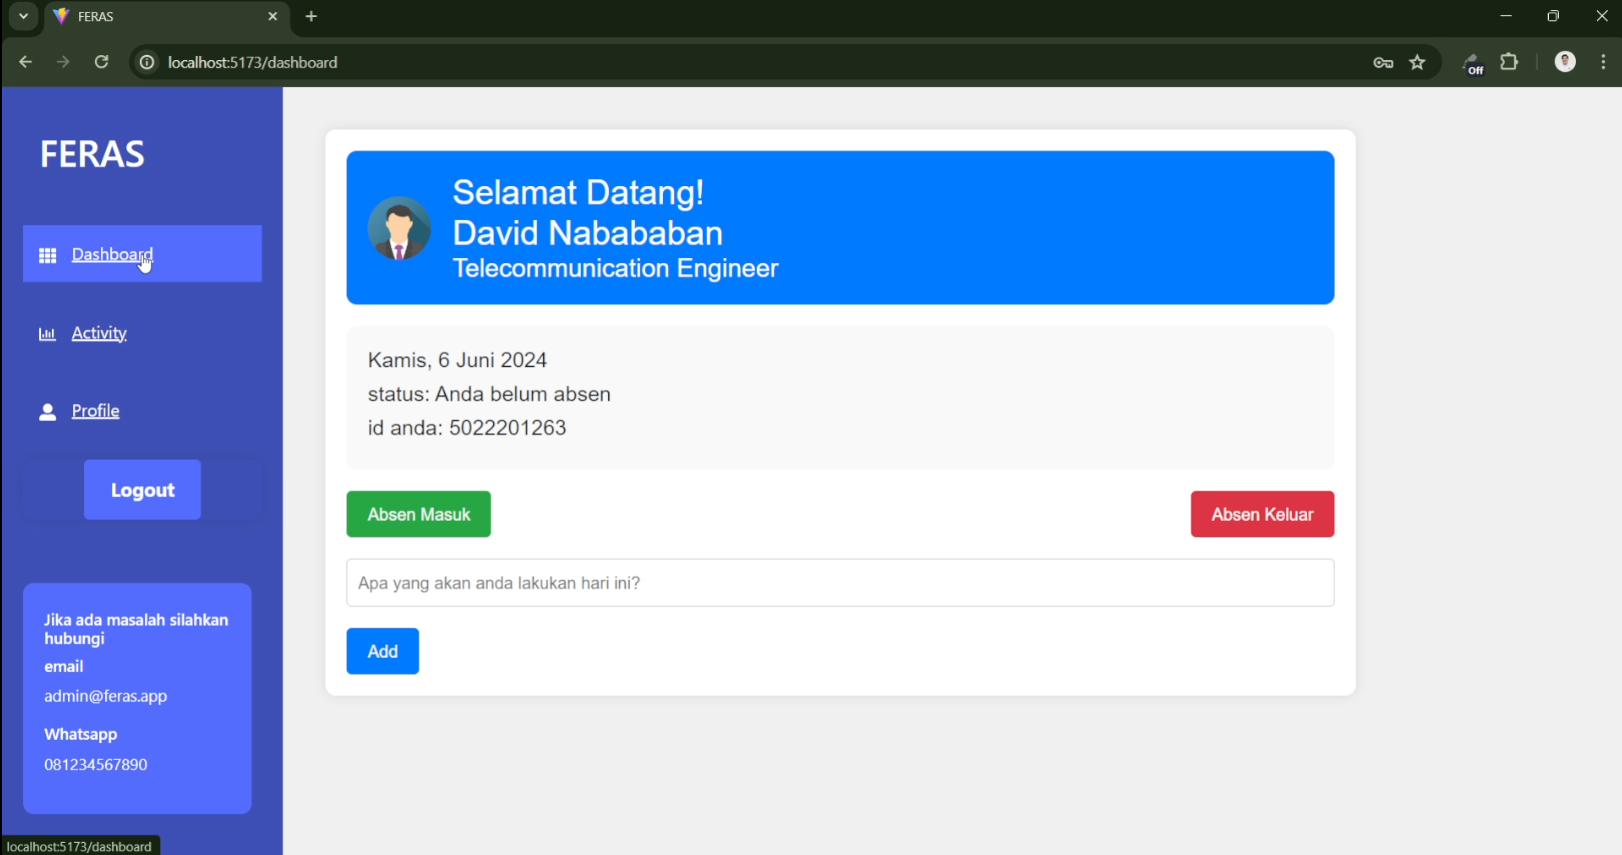 FERAS
localhost:5173/dashboard
Off
FERAS
Dashboard
Activity
Profile
Logout
Jika ada masalah silahkan
hubungi
email
admin@feras.app
Whatsapp
081234567890
localhost:5173/dashboard
Selamat Datang!
David Nabababan
Telecommunication Engineer
Kamis, 6 Juni 2024
status: Anda belum absen
id anda: 5022201263
Absen Masuk
Absen Keluar
Apa yang akan anda lakukan hari ini?
Add